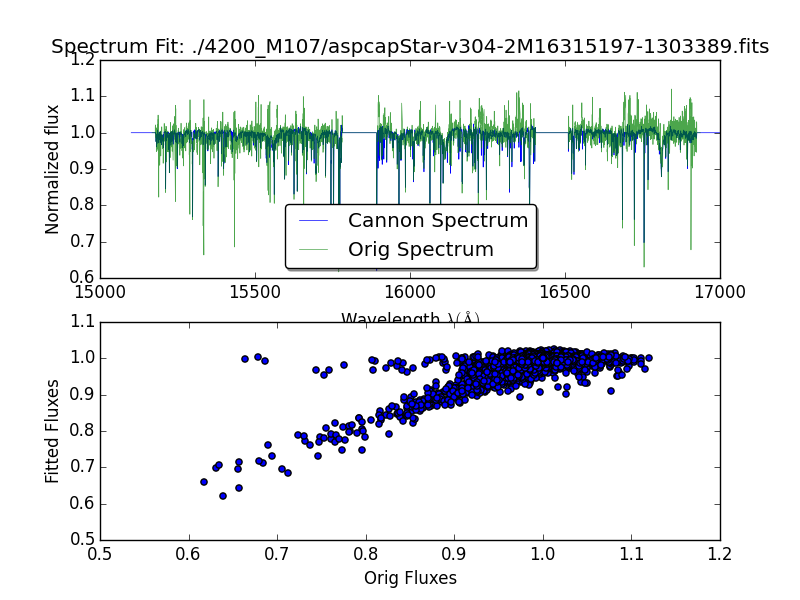 Spectrum Fit: ./4200_M107/aspcapStar-v304-2M16315197-1303389.fits
1.2
1.1
1.0
0.9
0.8
0.7
0.6
Normalized flux
Cannon Spectrum
Orig Spectrum
15000 15500 16000 16500 17000
Wavelength λ(Å)
1.1
1.0
0.9
0.8
0.7
0.6
0.5
Fitted Fluxes
0.5 0.6 0.7 0.8 0.9 1.0 1.1 1.2
Orig Fluxes